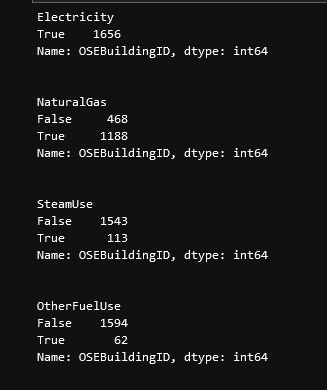 Electricity
True    1656
Name: OSEBuildingID, dtype: int64
NaturalGas
False     468
True     1188
Name: OSEBuildingID, dtype: int64
SteamUse
False    1543
True      113
Name: OSEBuildingID, dtype: int64
OtherFuelUse
False    1594
True       62
Name: OSEBuildingID, dtype: int64